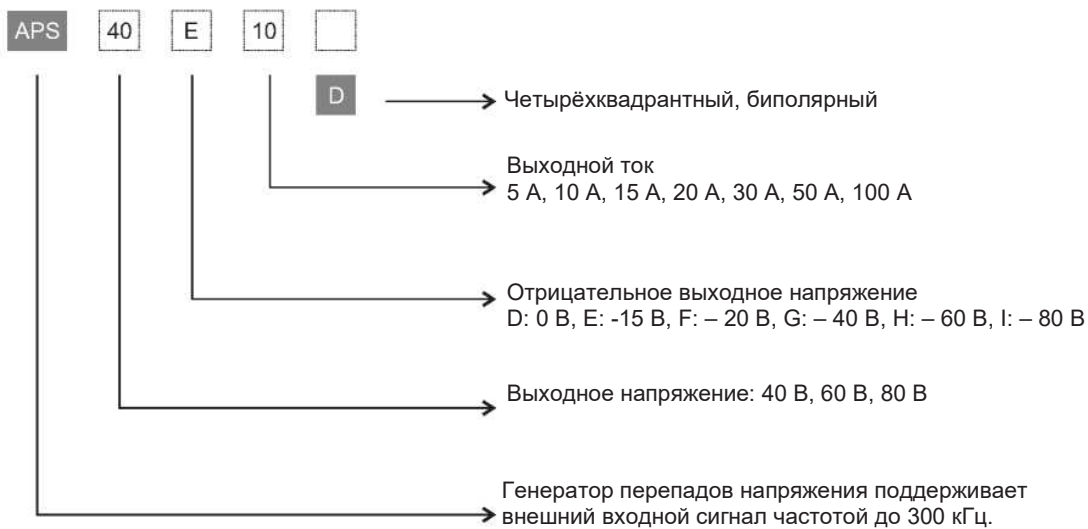 APS 40 E 10
D
Четырёхквадрантный, биполярный
Выходной ток
5 А, 10 А, 15 А, 20 А, 30 А, 50 А, 100 А
Отрицательное выходное напряжение
D: 0 В, E: -15 В, F: – 20 В, G: – 40 В, H: – 60 В, I: – 80 В
Выходное напряжение: 40 В, 60 В, 80 В
Генератор перепадов напряжения поддерживает
внешний входной сигнал частотой до 300 кГц.